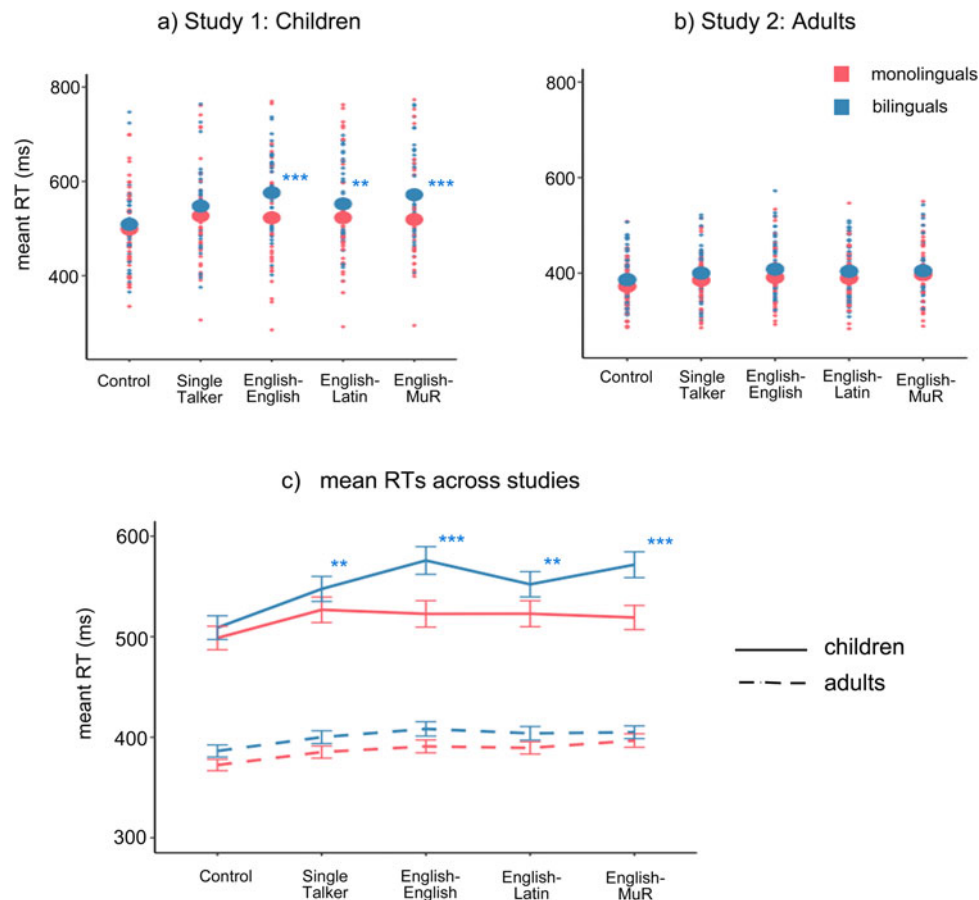 a) Study 1: Children
b) Study 2: Adults
monolinguals
bilinguals
meant RT (ms)
800
600
400
***
**
***
Control
Single
Talker
English-
English
English-
Latin
English-
MuR
800
600
400
Control
Single
Talker
English-
English
English-
Latin
English-
MuR
c) mean RTs across studies
meant RT (ms)
600
500
400
300
**
***
**
***
children
adults
Control
Single
Talker
English-
English
English-
Latin
English-
MuR